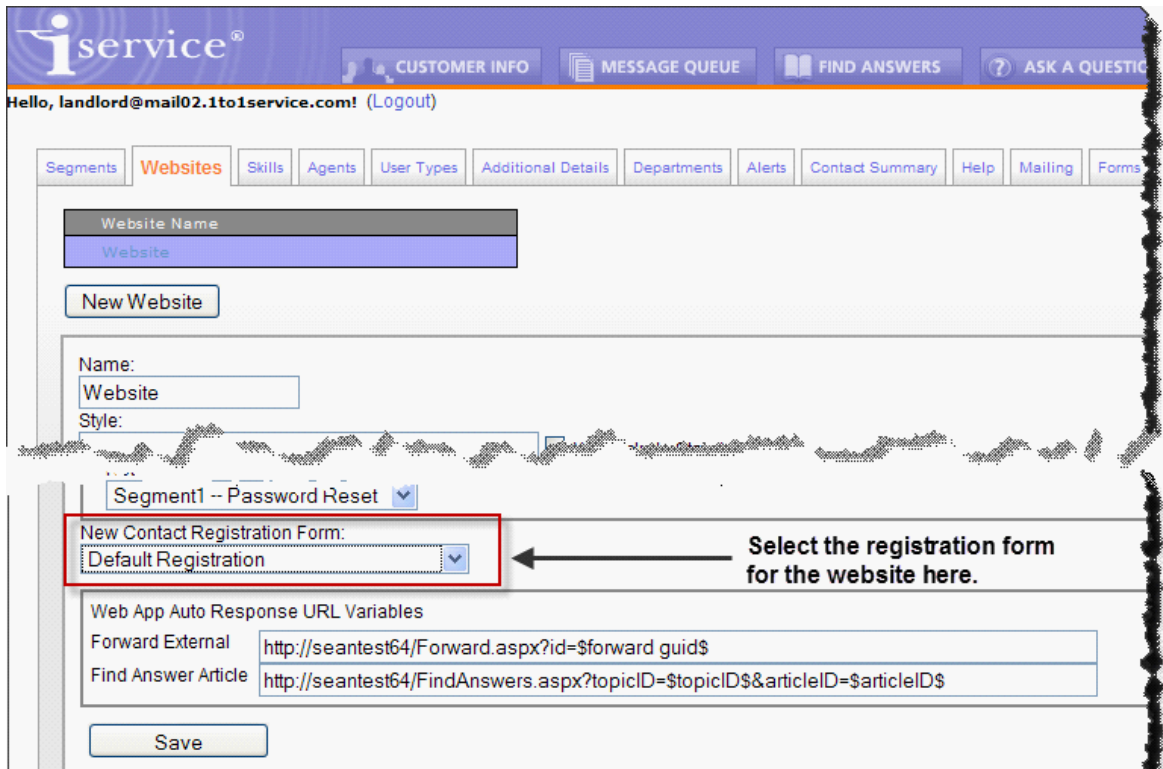 iservice®
CUSTOMER INFO MESSAGE QUEUE FIND ANSWERS ? ASK A
Hello, landlord@mail02.1to1service.com! (Logout)
Segments Websites Skills Agents User Types Additional Details Departments Alerts Contact Summary Help Mailing Forms
Website Name
Website
New Website
Name:
Website
Style:
Segment1 -- Password Reset
New Contact Registration Form:
Default Registration
Select the registration form
for the website here.
Web App Auto Response URL Variables
Forward External http://seantest64/Forward.aspx?id=$forward guid$
Find Answer Article http://seantest64/FindAnswers.aspx?topicID=$topicID$&articleID=$articleID$
Save